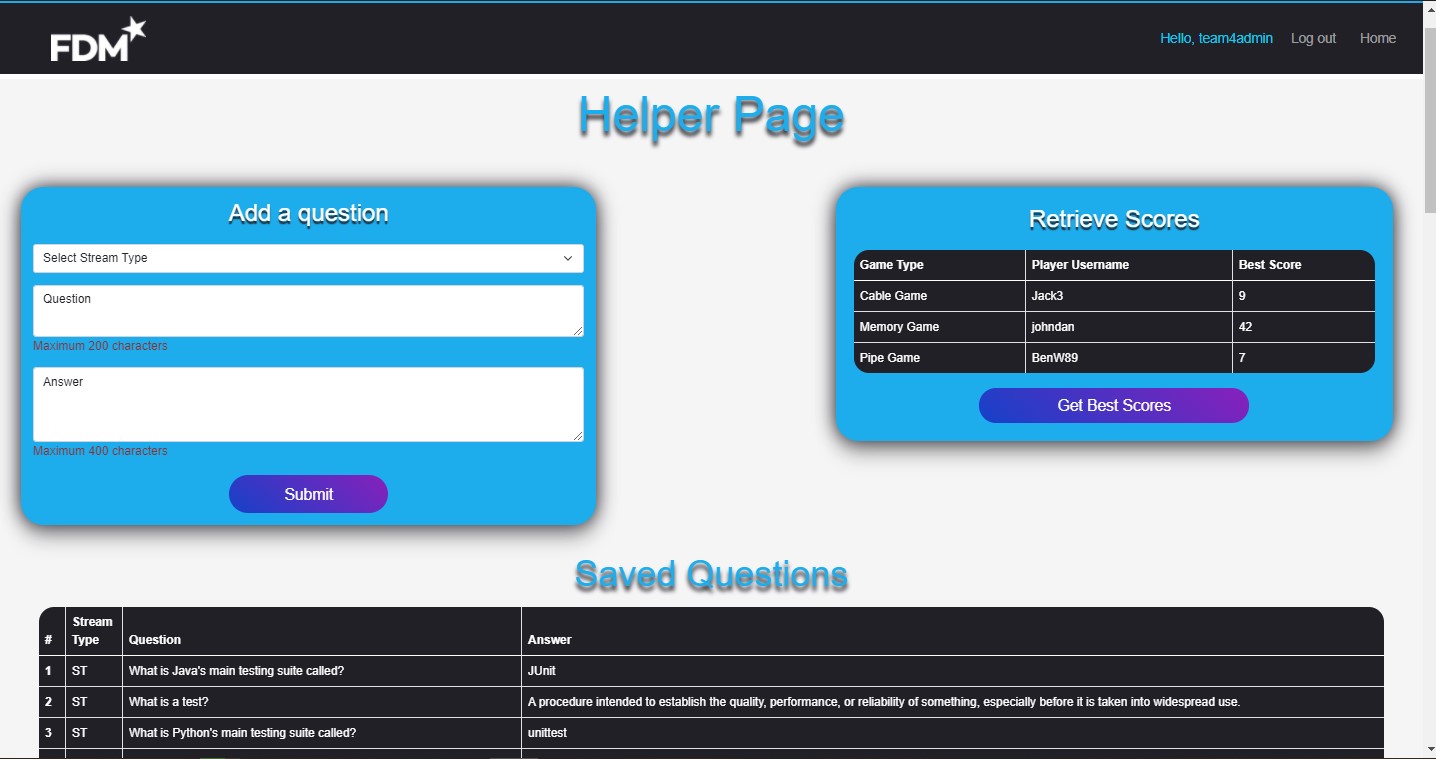 FDM
Hello, team4admin Log out Home
Helper Page
Add a question
Select Stream Type
Question
Maximum 200 characters
Answer
Maximum 400 characters
Submit
Retrieve Scores
Game Type Player Username Best Score
Cable Game Jack3 9
Memory Game johndan 42
Pipe Game BenW89 7
Get Best Scores
Saved Questions
# Stream Type Question Answer
1 ST What is Java's main testing suite called? JUnit
2 ST What is a test? A procedure intended to establish the quality, performance, or reliability of something, especially before it is taken into widespread use.
3 ST What is Python's main testing suite called? unittest